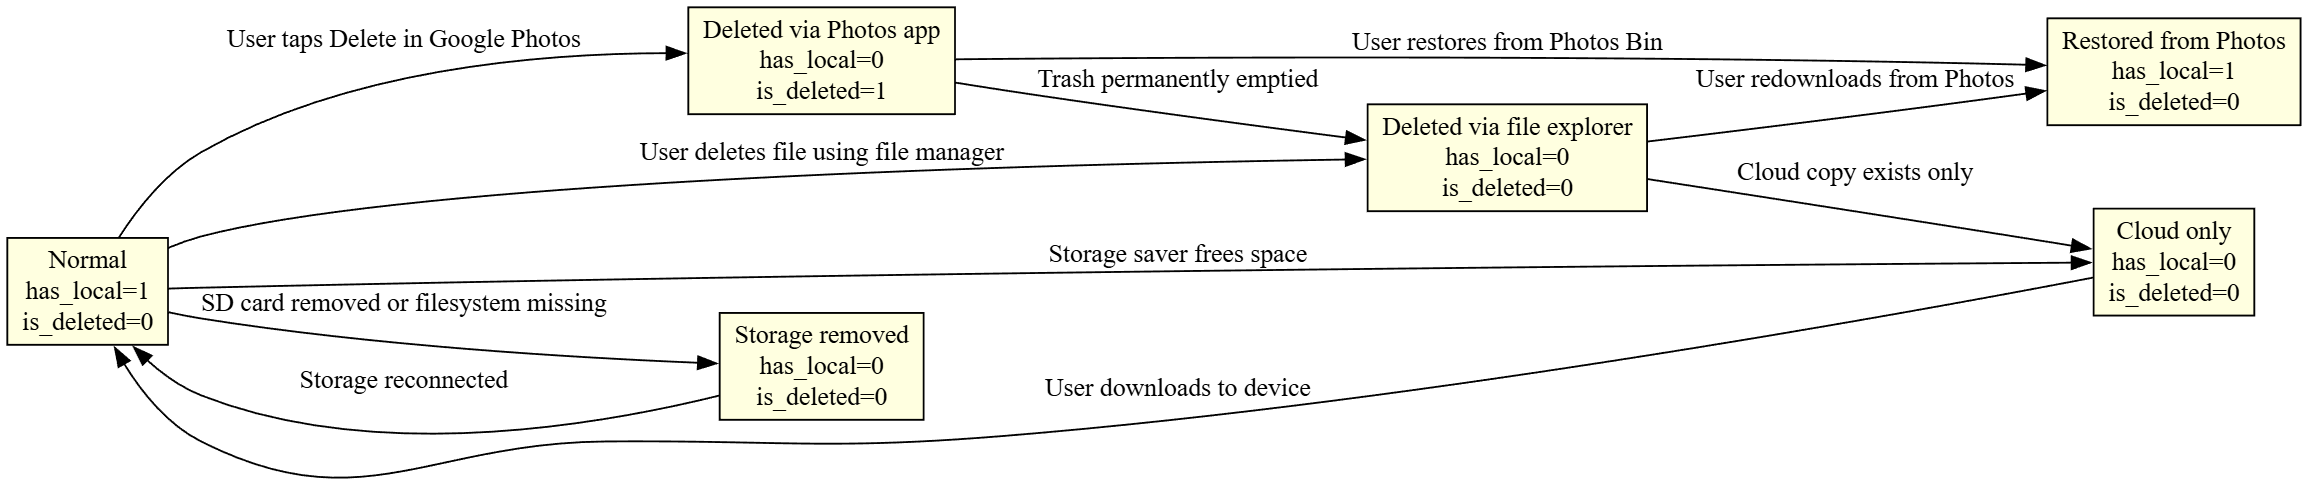 User taps Delete in Google Photos
Deleted via Photos app
has_local=0
is_deleted=1
User restores from Photos Bin
Trash permanently emptied
User redownloads from Photos
Restored from Photos
has_local=1
is_deleted=0
User deletes file using file manager
Deleted via file explorer
has_local=0
is_deleted=0
Cloud copy exists only
Normal
has_local=1
is_deleted=0
Storage saver frees space
Cloud only
has_local=0
is_deleted=0
SD card removed or filesystem missing
Storage removed
has_local=0
is_deleted=0
Storage reconnected
User downloads to device